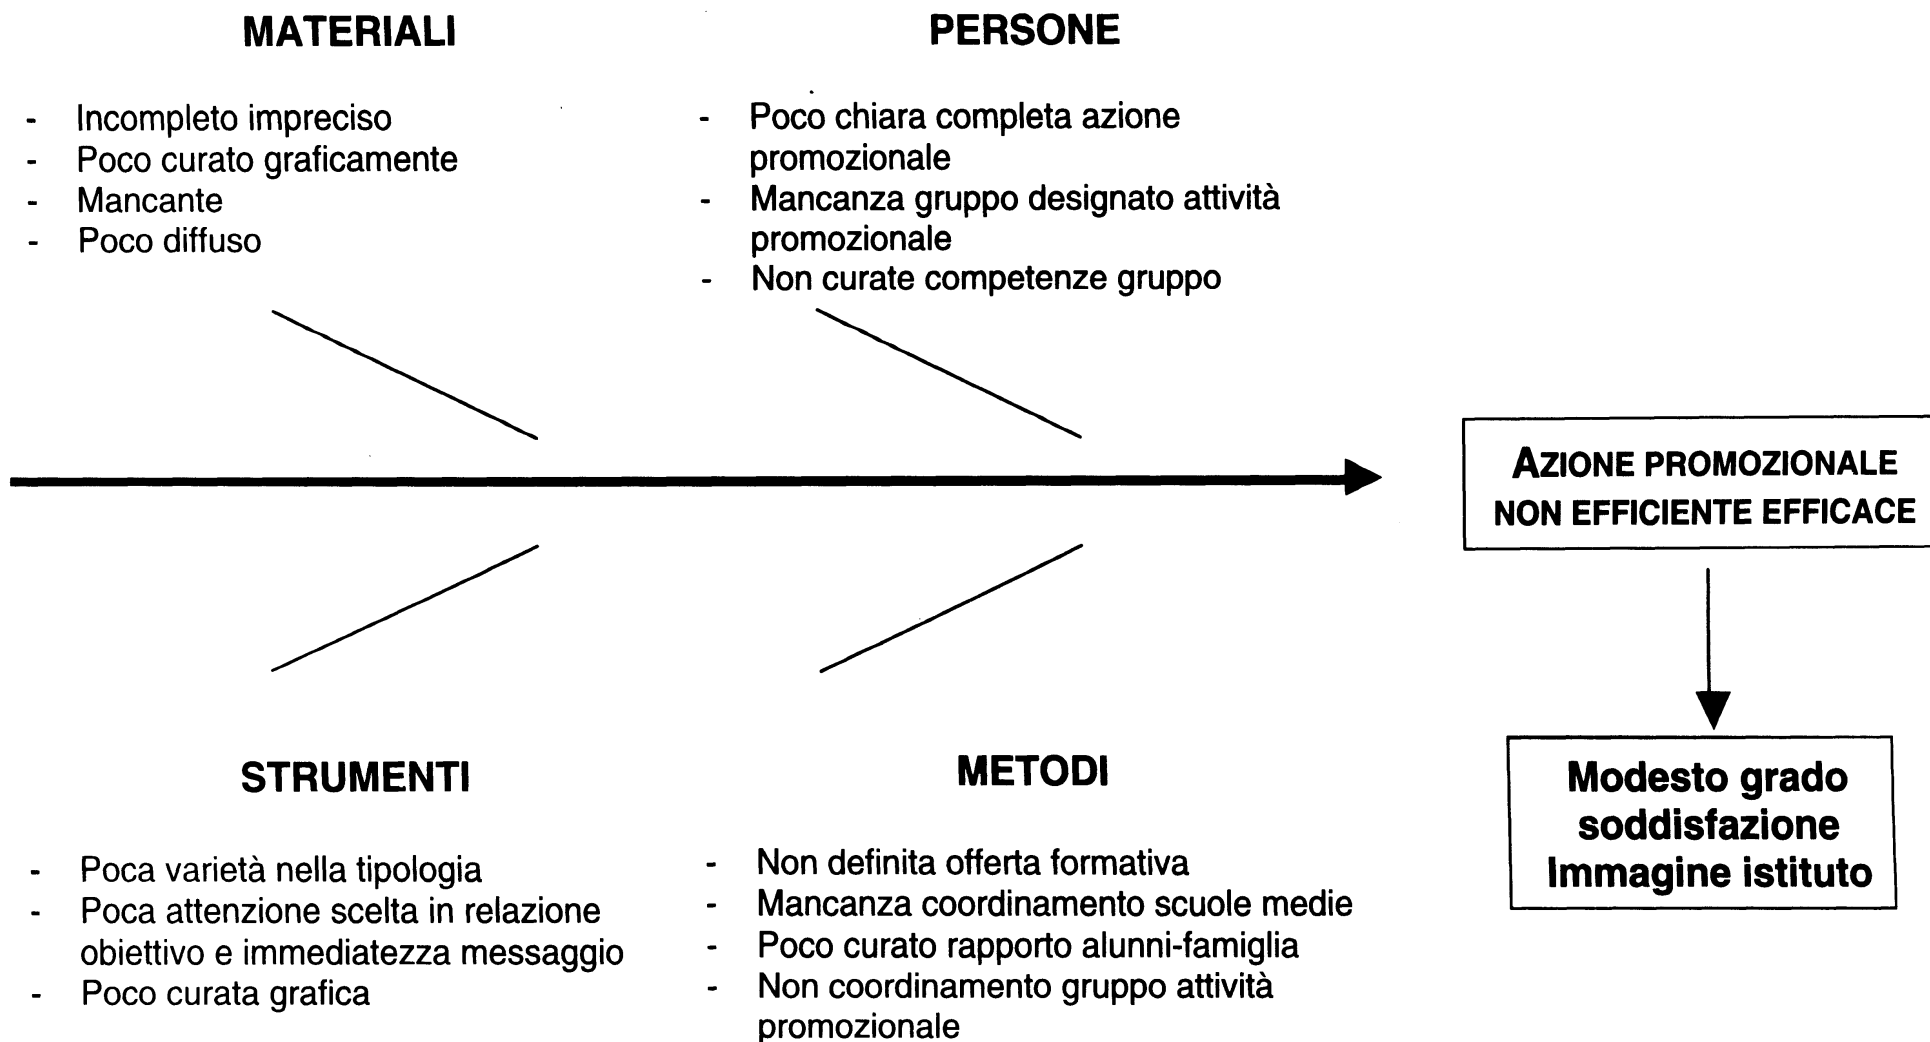 MATERIALI
- Incompleto impreciso
- Poco curato graficamente
- Mancante
- Poco diffuso
PERSONE
- Poco chiara completa azione
promozionale
- Mancanza gruppo designato attività
promozionale
- Non curate competenze gruppo
AZIONE PROMOZIONALE
NON EFFICIENTE EFFICACE
Modesto grado
soddisfazione
Immagine istituto
STRUMENTI
- Poca varietà nella tipologia
- Poca attenzione scelta in relazione
obiettivo e immediatezza messaggio
- Poco curata grafica
METODI
- Non definita offerta formativa
- Mancanza coordinamento scuole medie
- Poco curato rapporto alunni-famiglia
- Non coordinamento gruppo attività
promozionale